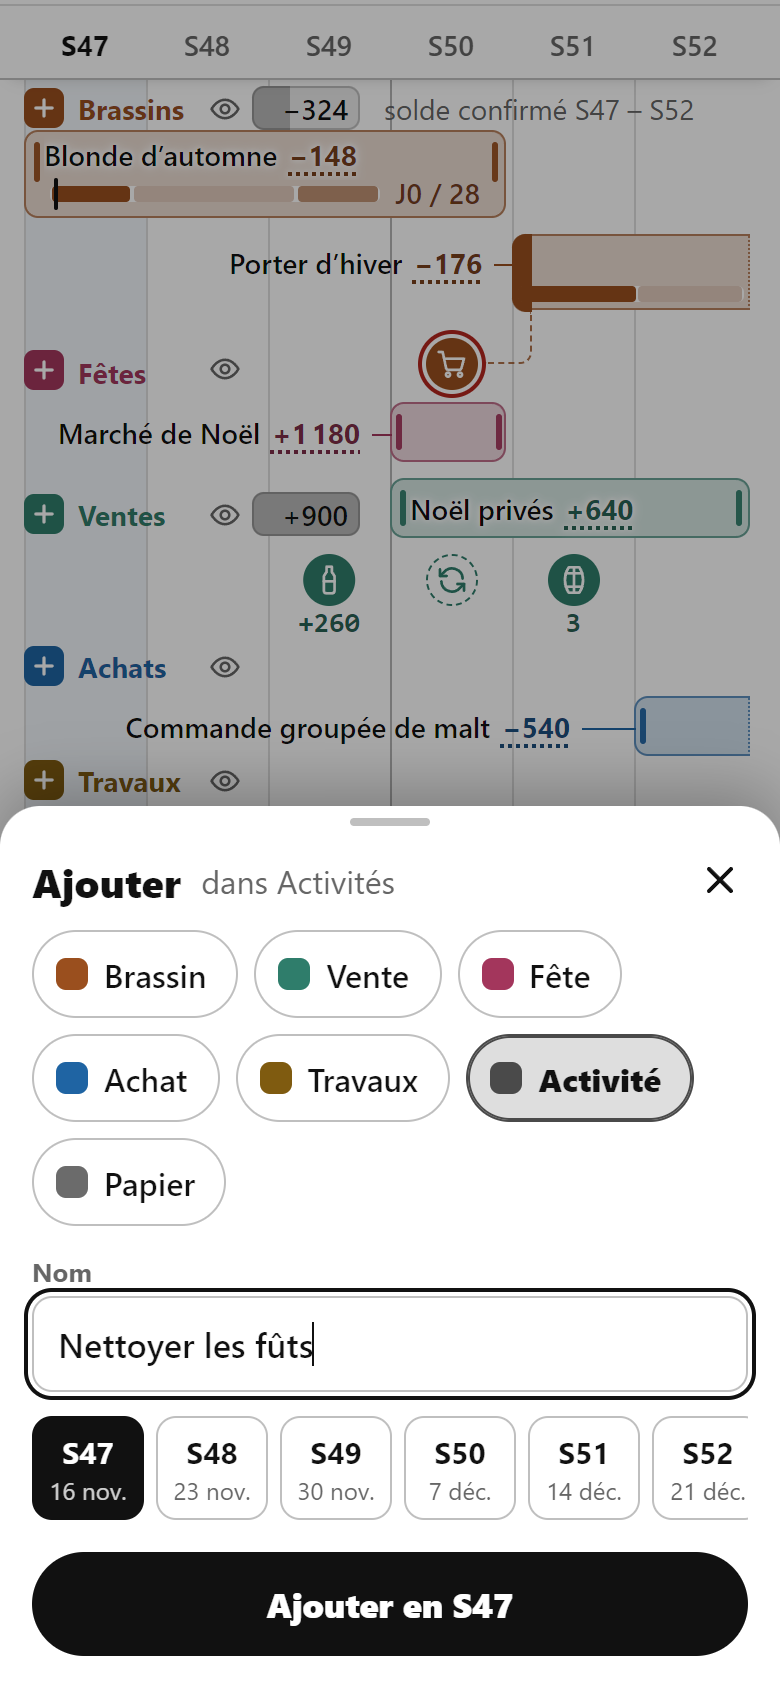 S47 S48 S49 S50 S51 S52
Brassins −324 solde confirmé S47 – S52
Blonde d’automne −148
J0 / 28
Porter d’hiver −176
Fêtes
Marché de Noël +1 180
Ventes +900 Noël privés +640
+260 3
Achats
Commande groupée de malt −540
Travaux
Ajouter dans Activités
Brassin Vente Fête
Achat Travaux Activité
Papier
Nom
Nettoyer les fûts
S47 S48 S49 S50 S51 S52
16 nov. 23 nov. 30 nov. 7 déc. 14 déc. 21 déc.
Ajouter en S47